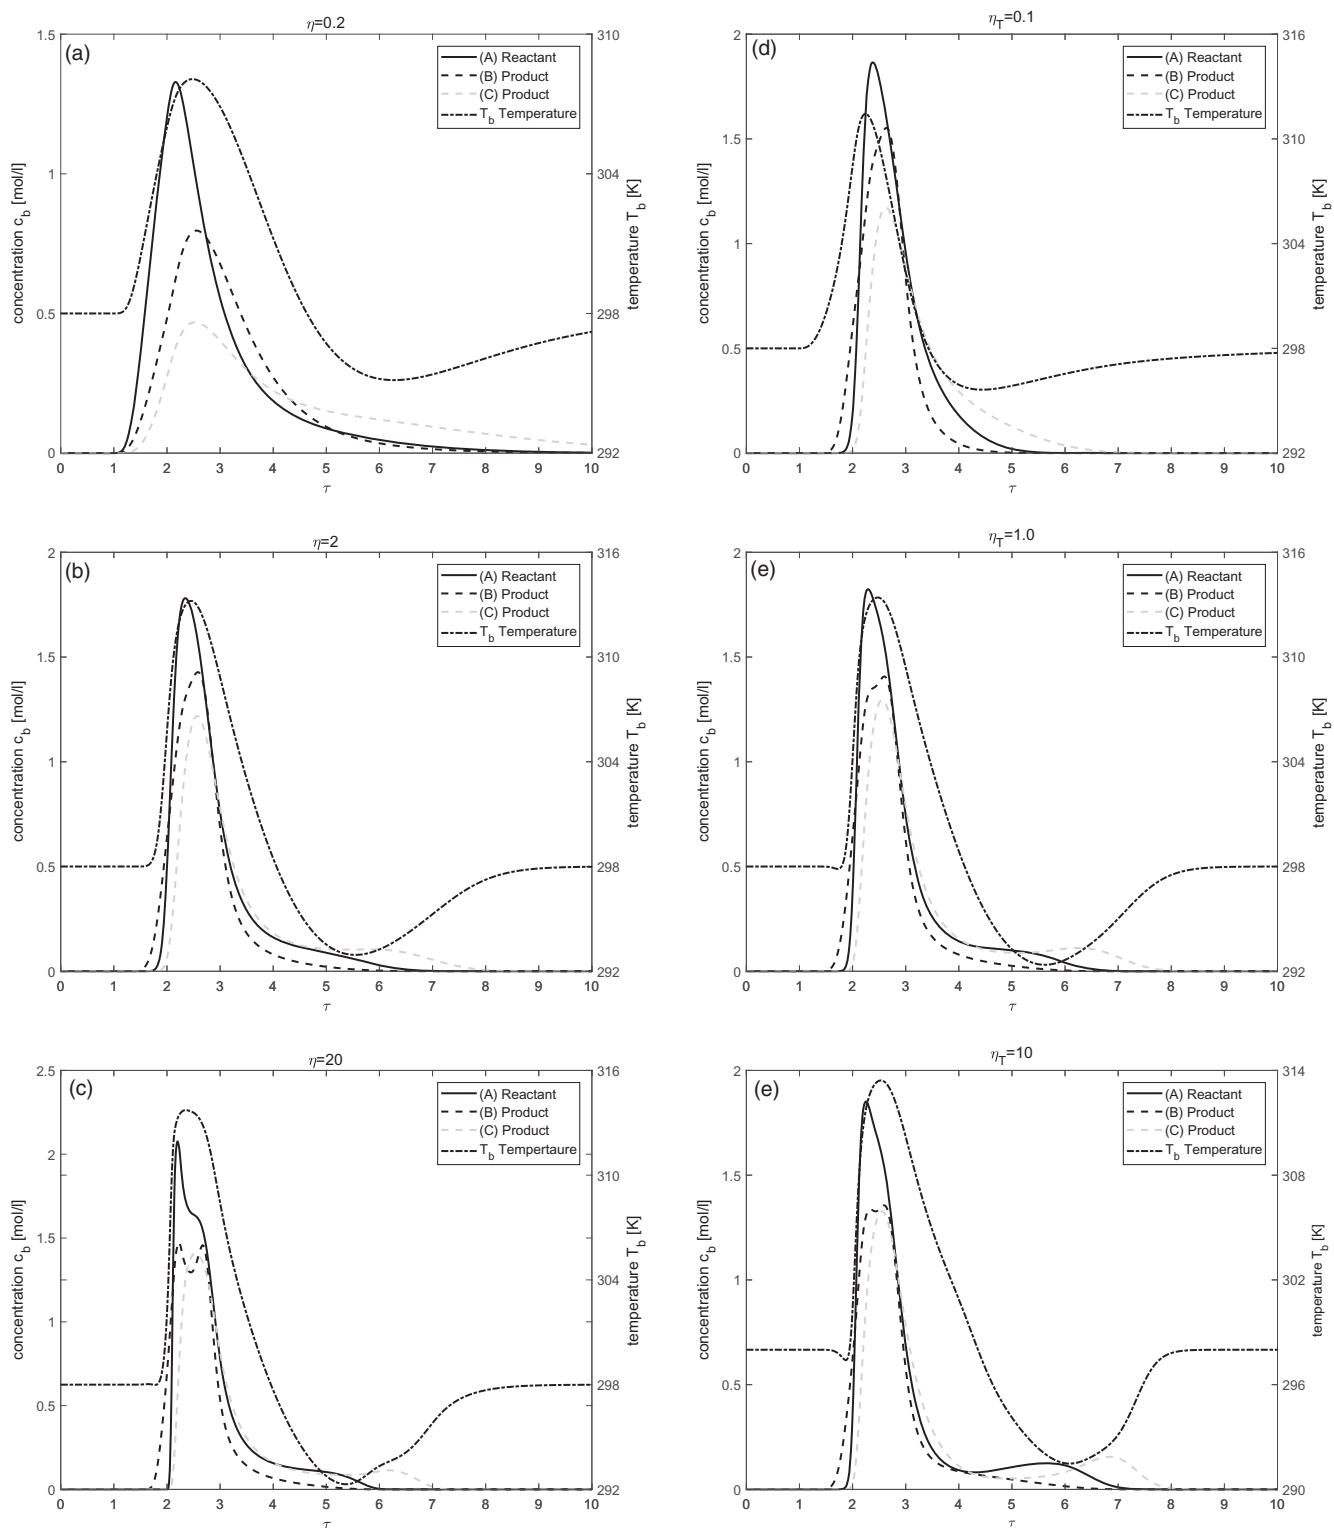 η=0.2
(a)
1.5
1
0.5
0
310
304
298
292
0 1 2 3 4 5 6 7 8 9 10
τ
concentration c_b [mol/l]
temperature T_b [K]
(A) Reactant
(B) Product
(C) Product
T_b Temperature
η_T=0.1
(d)
2
1.5
1
0.5
0
316
310
304
298
292
0 1 2 3 4 5 6 7 8 9 10
τ
concentration c_b [mol/l]
temperature T_b [K]
(A) Reactant
(B) Product
(C) Product
T_b Temperature
η=2
(b)
2
1.5
1
0.5
0
316
310
304
298
292
0 1 2 3 4 5 6 7 8 9 10
τ
concentration c_b [mol/l]
temperature T_b [K]
(A) Reactant
(B) Product
(C) Product
T_b Temperature
η_T=1.0
(e)
2
1.5
1
0.5
0
316
310
304
298
292
0 1 2 3 4 5 6 7 8 9 10
τ
concentration c_b [mol/l]
temperature T_b [K]
(A) Reactant
(B) Product
(C) Product
T_b Temperature
η=20
(c)
2.5
2
1.5
1
0.5
0
316
310
304
298
292
0 1 2 3 4 5 6 7 8 9 10
τ
concentration c_b [mol/l]
temperature T_b [K]
(A) Reactant
(B) Product
(C) Product
T_b Tempertaure
η_T=10
(e)
2
1.5
1
0.5
0
314
308
302
296
290
0 1 2 3 4 5 6 7 8 9 10
τ
concentration c_b [mol/l]
temperature T_b [K]
(A) Reactant
(B) Product
(C) Product
T_b Temperature